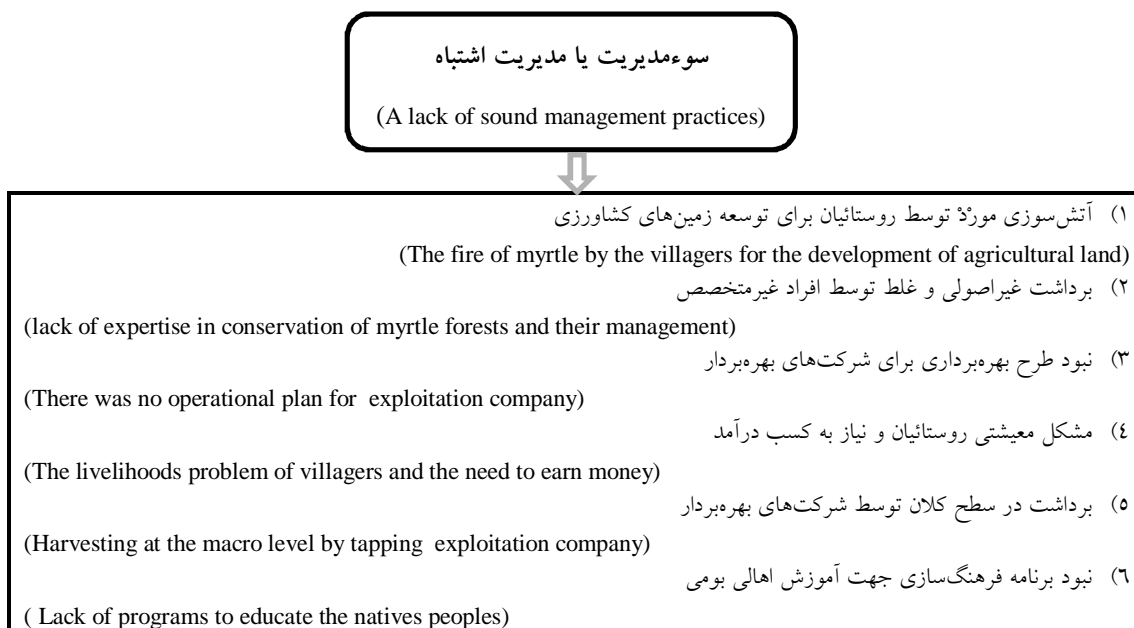 سوءمدیریت یا مدیریت اشتباه
(A lack of sound management practices)
۱) آتش‌سوزی مورْدْ توسط روستائیان برای توسعه زمین‌های کشاورزی
(The fire of myrtle by the villagers for the development of agricultural land)
۲) برداشت غیراصولی و غلط توسط افراد غیرمتخصص
(lack of expertise in conservation of myrtle forests and their management)
۳) نبود طرح بهره‌برداری برای شرکت‌های بهره‌بردار
(There was no operational plan for exploitation company)
٤) مشکل معیشتی روستائیان و نیاز به کسب درآمد
(The livelihoods problem of villagers and the need to earn money)
٥) برداشت در سطح کلان توسط شرکت‌های بهره‌بردار
(Harvesting at the macro level by tapping exploitation company)
٦) نبود برنامه فرهنگ‌سازی جهت آموزش اهالی بومی
( Lack of programs to educate the natives peoples)